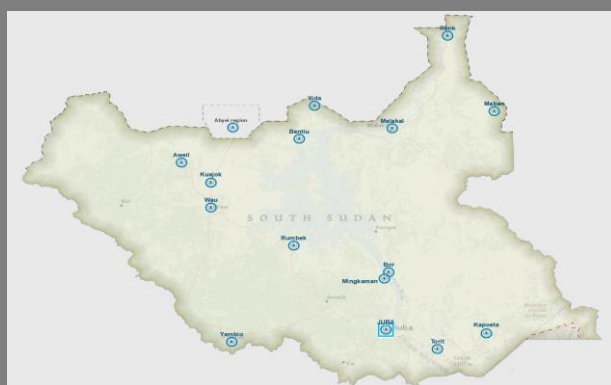 Renk
Yida
Maban
Abyei region
Malakal
Bentiu
Aweil
Kuajok
Wau
SOUTH SUDAN
Rumbek
Bor
Mingkaman
JUBA
Juba
Kapoeta
Yambio
Torit